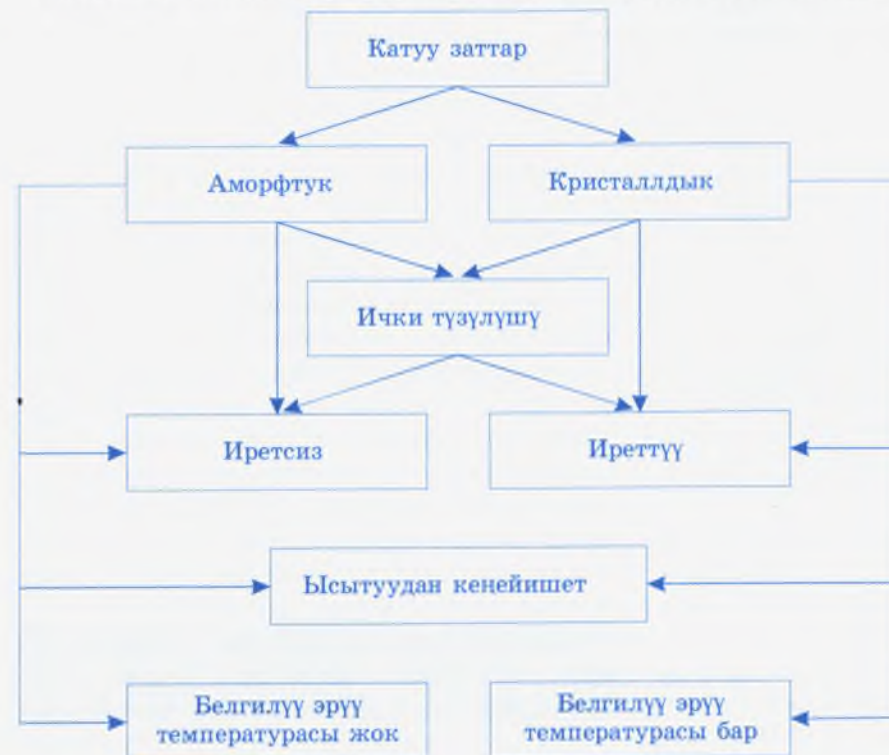 Катуу заттар
Аморфтук
Кристаллдык
Ички түзүлүшү
Иретсиз
Иреттүү
Ысытуудан кеңейишет
Белгилүү эрүү
температурасы жок
Белгилүү эрүү
температурасы бар